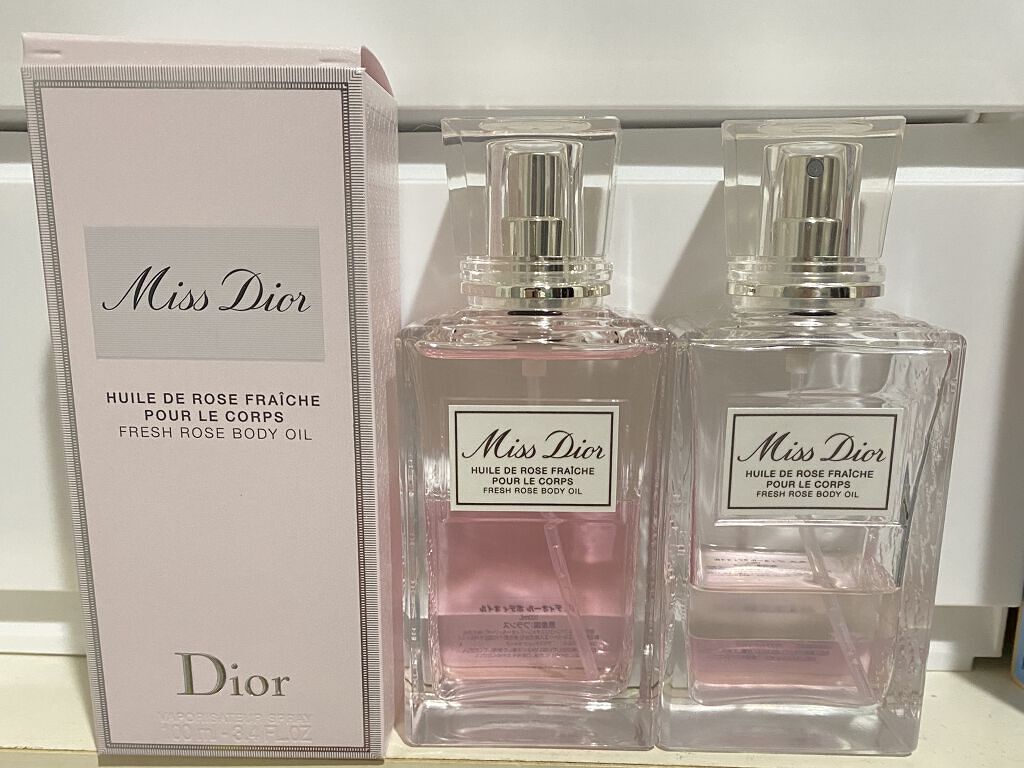 Miss Dior
HUILE DE ROSE FRAÎCHE
POUR LE CORPS
FRESH ROSE BODY OIL
Dior
VAPORISATEUR SPRAY
100 mL - 3.4 FL.OZ
Miss Dior
HUILE DE ROSE FRAÎCHE
POUR LE CORPS
FRESH ROSE BODY OIL
Miss Dior
HUILE DE ROSE FRAÎCHE
POUR LE CORPS
FRESH ROSE BODY OIL